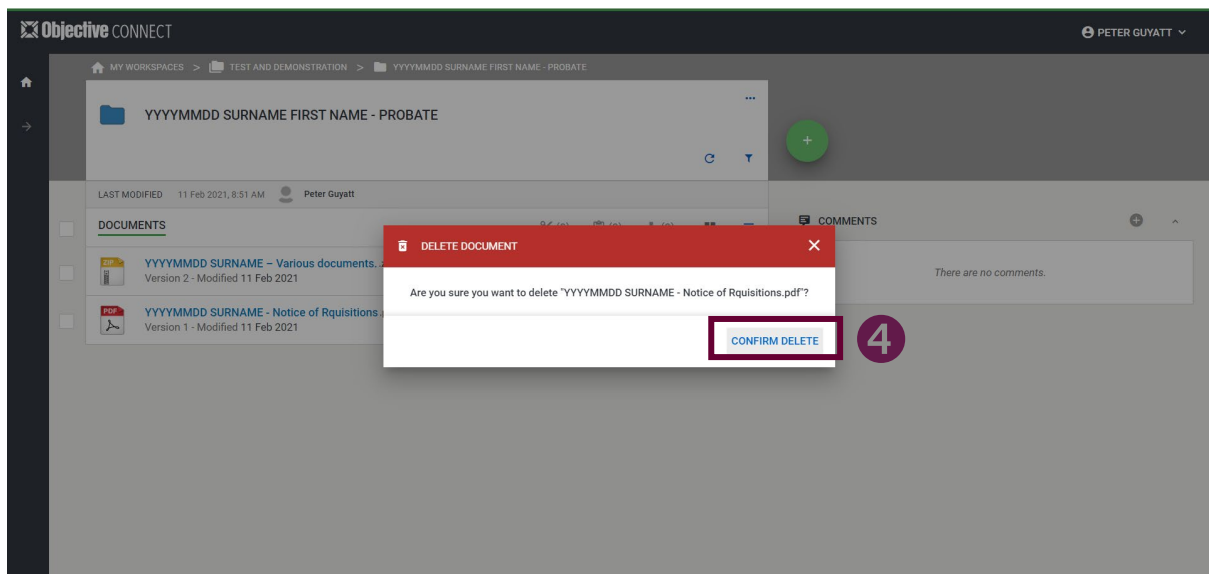 Objective CONNECT
PETER GUYATT
MY WORKSPACES > TEST AND DEMONSTRATION > YYYYMMDD SURNAME FIRST NAME - PROBATE
YYYYMMDD SURNAME FIRST NAME - PROBATE
LAST MODIFIED 11 Feb 2021, 8:51 AM Peter Guyatt
DOCUMENTS
COMMENTS
ZIP
YYYYMMDD SURNAME – Various documents.
Version 2 - Modified 11 Feb 2021
PDF
YYYYMMDD SURNAME - Notice of Rquisitions
Version 1 - Modified 11 Feb 2021
There are no comments.
DELETE DOCUMENT
Are you sure you want to delete "YYYYMMDD SURNAME - Notice of Rquisitions.pdf"?
CONFIRM DELETE
4